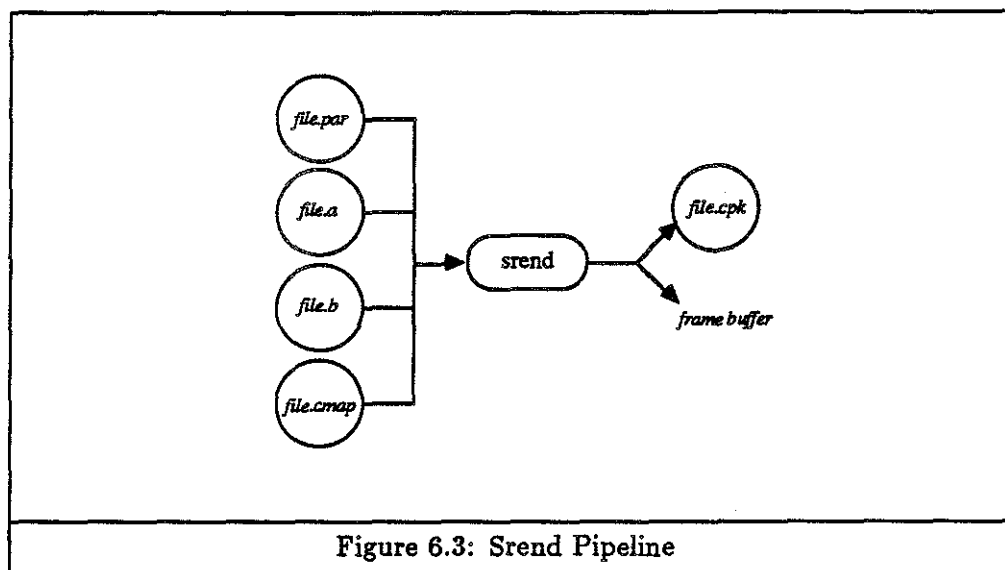 file.par
file.a
file.b
file.cmap
srend
file.cpk
frame buffer
Figure 6.3: Srend Pipeline